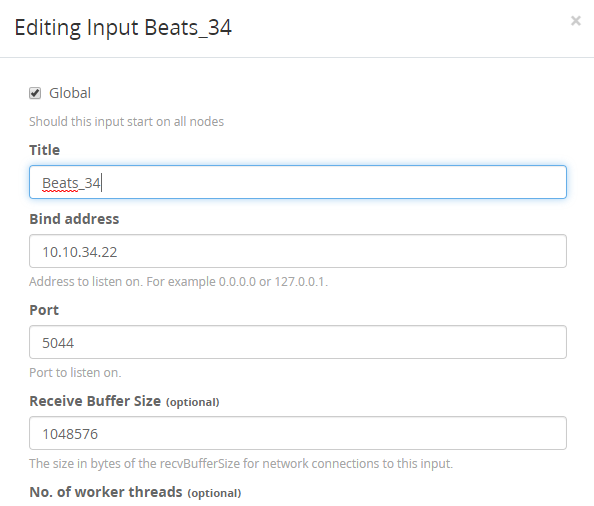 Editing Input Beats_34
×
Global
Should this input start on all nodes
Title
Beats_34
Bind address
10.10.34.22
Address to listen on. For example 0.0.0.0 or 127.0.0.1.
Port
5044
Port to listen on.
Receive Buffer Size (optional)
1048576
The size in bytes of the recvBufferSize for network connections to this input.
No. of worker threads (optional)